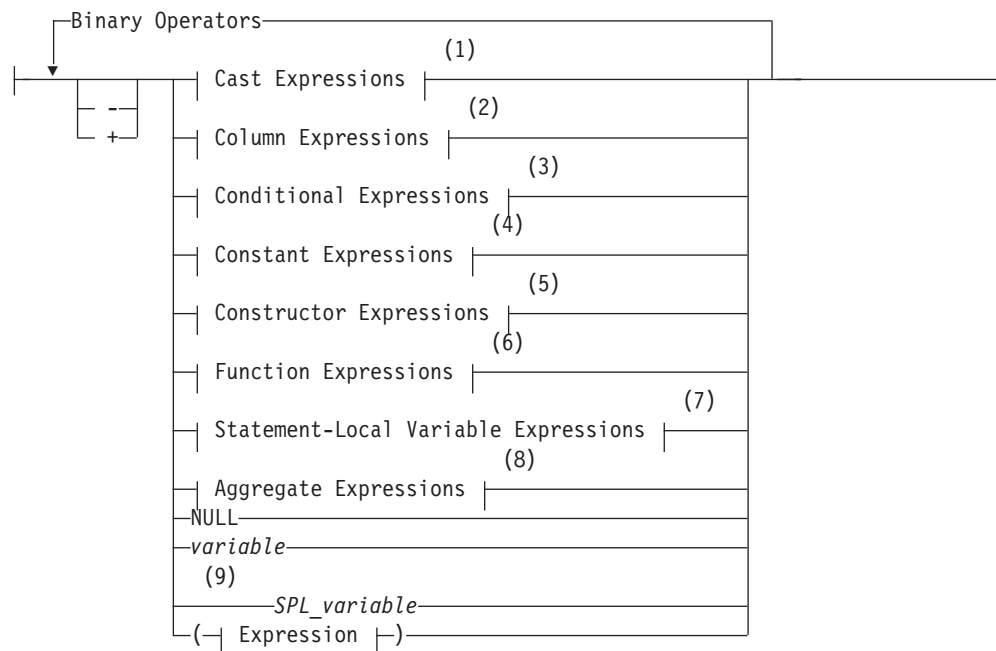 Binary Operators
(1)
Cast Expressions
-
(2)
+
Column Expressions
(3)
Conditional Expressions
(4)
Constant Expressions
(5)
Constructor Expressions
(6)
Function Expressions
(7)
Statement-Local Variable Expressions
(8)
Aggregate Expressions
NULL
variable
(9)
SPL_variable
( Expression )